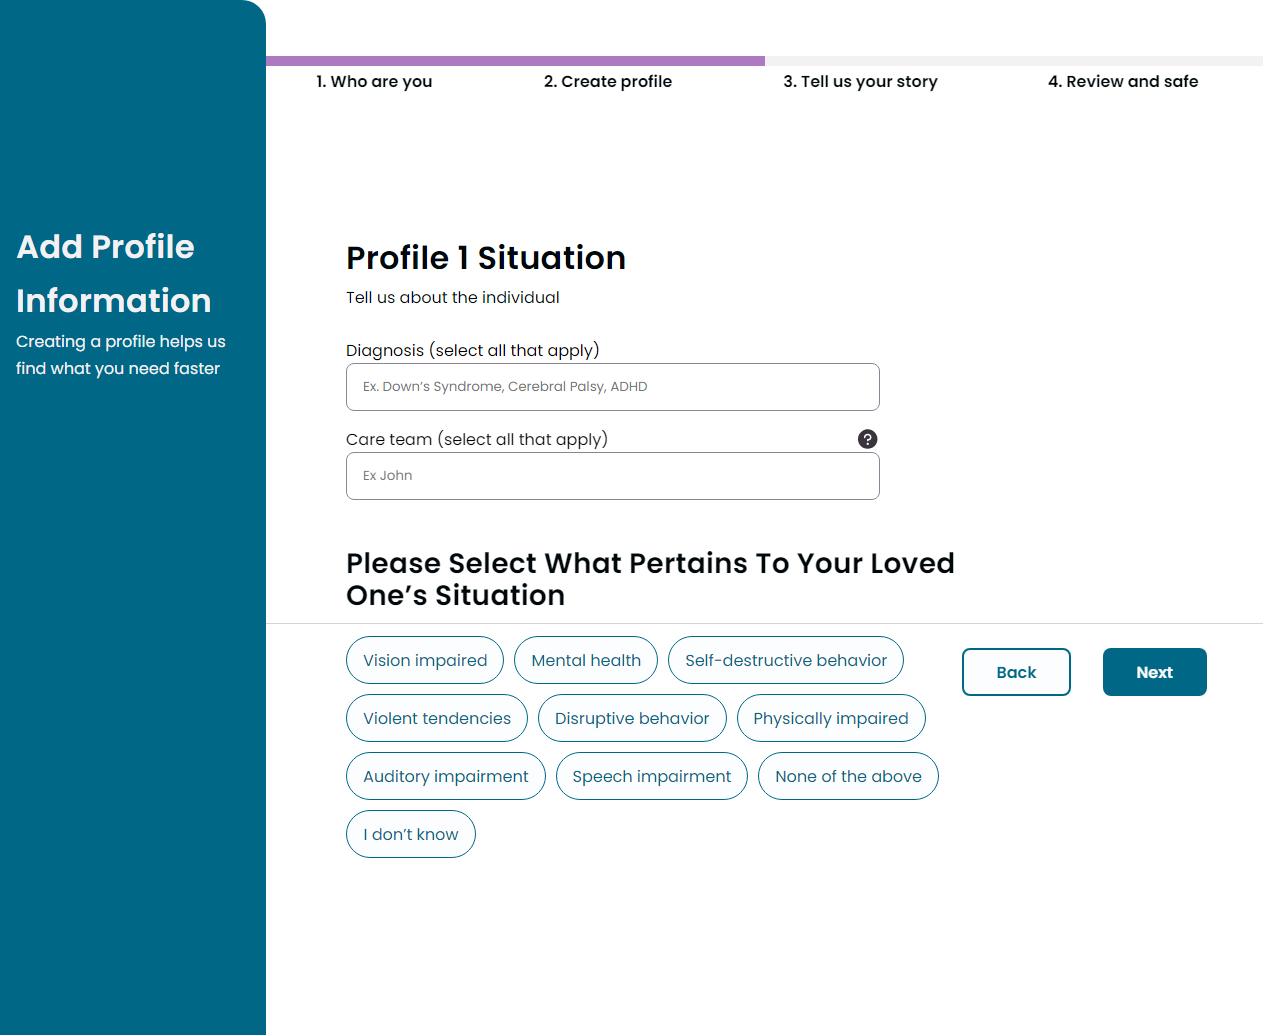 1. Who are you
2. Create profile
3. Tell us your story
4. Review and safe
Add Profile
Information
Creating a profile helps us
find what you need faster
Profile 1 Situation
Tell us about the individual
Diagnosis (select all that apply)
Ex. Down’s Syndrome, Cerebral Palsy, ADHD
Care team (select all that apply)
?
Ex John
Please Select What Pertains To Your Loved
One’s Situation
Vision impaired
Mental health
Self-destructive behavior
Violent tendencies
Disruptive behavior
Physically impaired
Auditory impairment
Speech impairment
None of the above
I don’t know
Back
Next